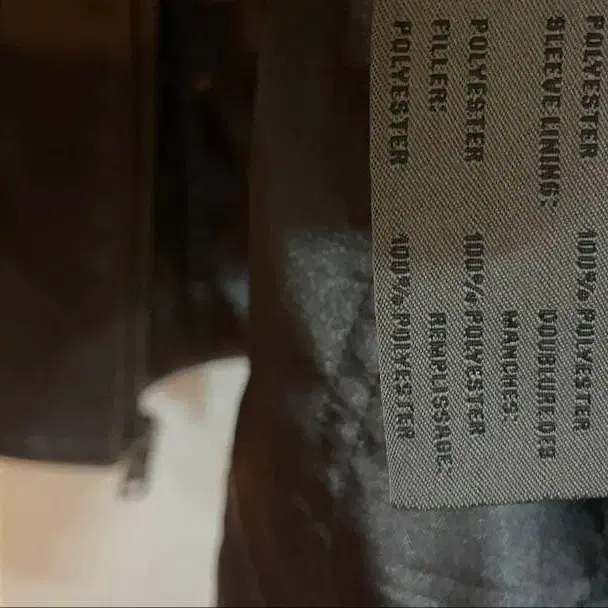 POLYESTER
SLEEVE LINING:
POLYESTER
FILLER:
POLYESTER
100% POLYESTER
DOUBLURE DES
MANCHES:
100% POLYESTER
REMPLISSAGE:
100% POLYESTER